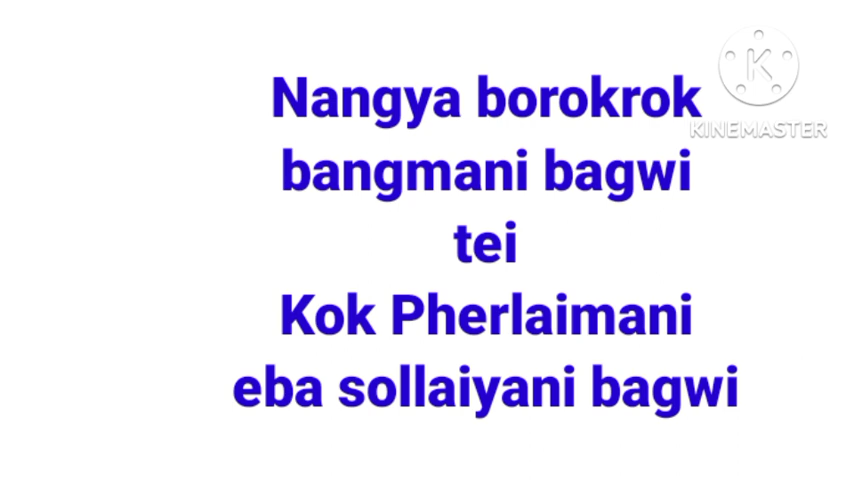 Nangya borokrok
KINEMASTER
bangmani bagwi
tei
Kok Pherlaimani
eba sollaiyani bagwi